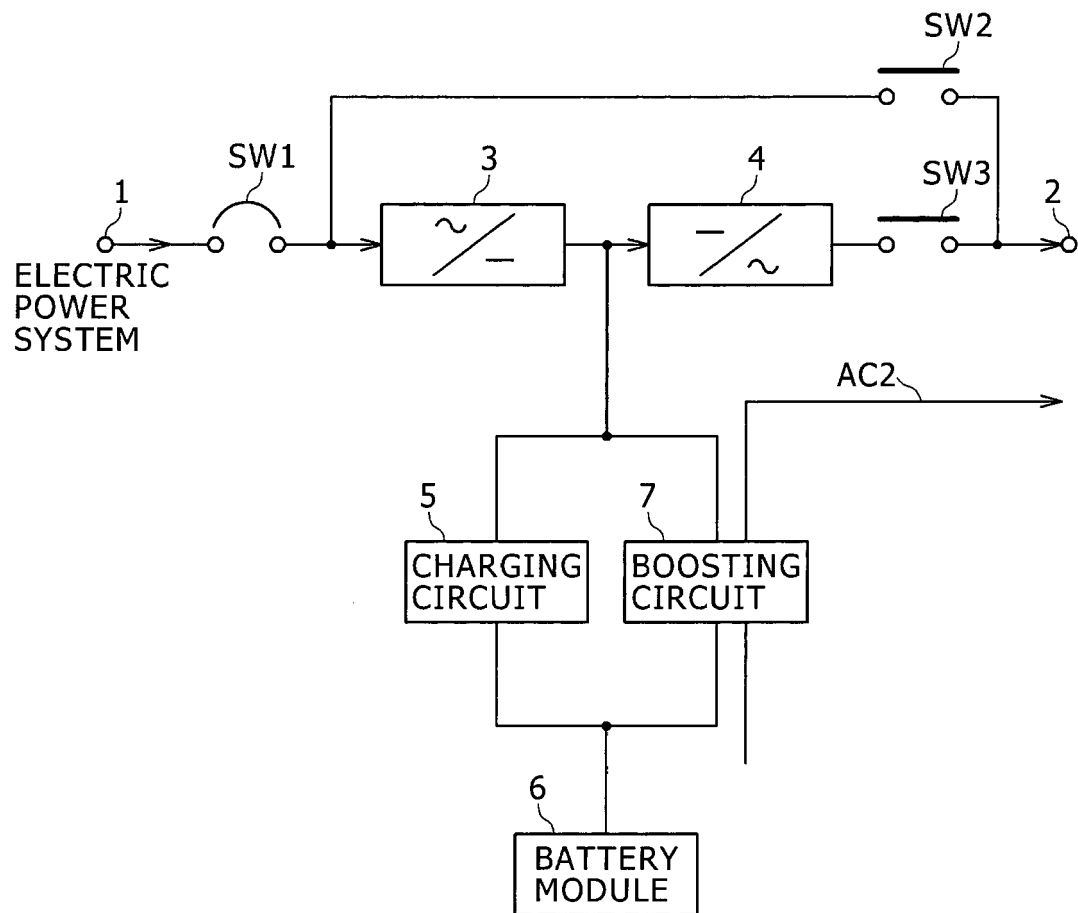 SW2
SW1
3
4
SW3
1
2
ELECTRIC
POWER
SYSTEM
AC2
5
7
CHARGING
CIRCUIT
BOOSTING
CIRCUIT
6
BATTERY
MODULE